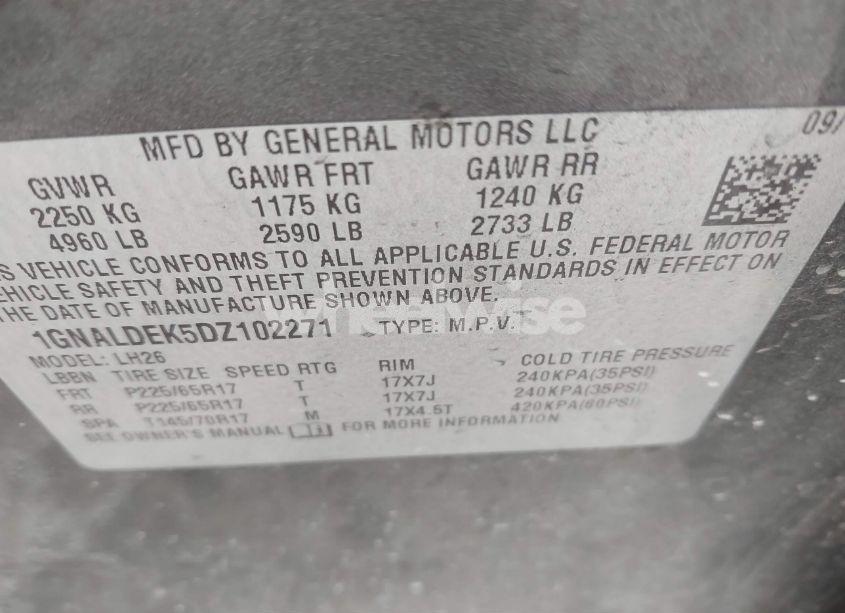 MFD BY GENERAL MOTORS LLC 09/
GVWR GAWR FRT GAWR RR
2250 KG 1175 KG 1240 KG
4960 LB 2590 LB 2733 LB
S VEHICLE CONFORMS TO ALL APPLICABLE U.S. FEDERAL MOTOR
EHICLE SAFETY AND THEFT PREVENTION STANDARDS IN EFFECT ON
THE DATE OF MANUFACTURE SHOWN ABOVE.
wheelwise
1GNALDEK5DZ102271 TYPE: M.P.V.
MODEL: LH26
LBBN TIRE SIZE SPEED RTG RIM COLD TIRE PRESSURE
FRT P225/65R17 T 17X7J 240KPA(35PSI)
RR P225/65R17 T 17X7J 240KPA(35PSI)
SPA T145/70R17 M 17X4.5T 420KPA(60PSI)
SEE OWNER'S MANUAL FOR MORE INFORMATION